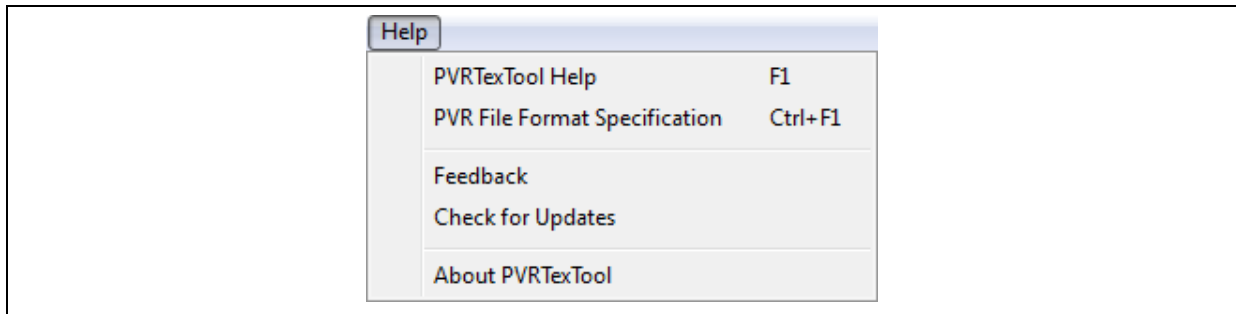 Help
PVRTexTool Help F1
PVR File Format Specification Ctrl+F1
Feedback
Check for Updates
About PVRTexTool